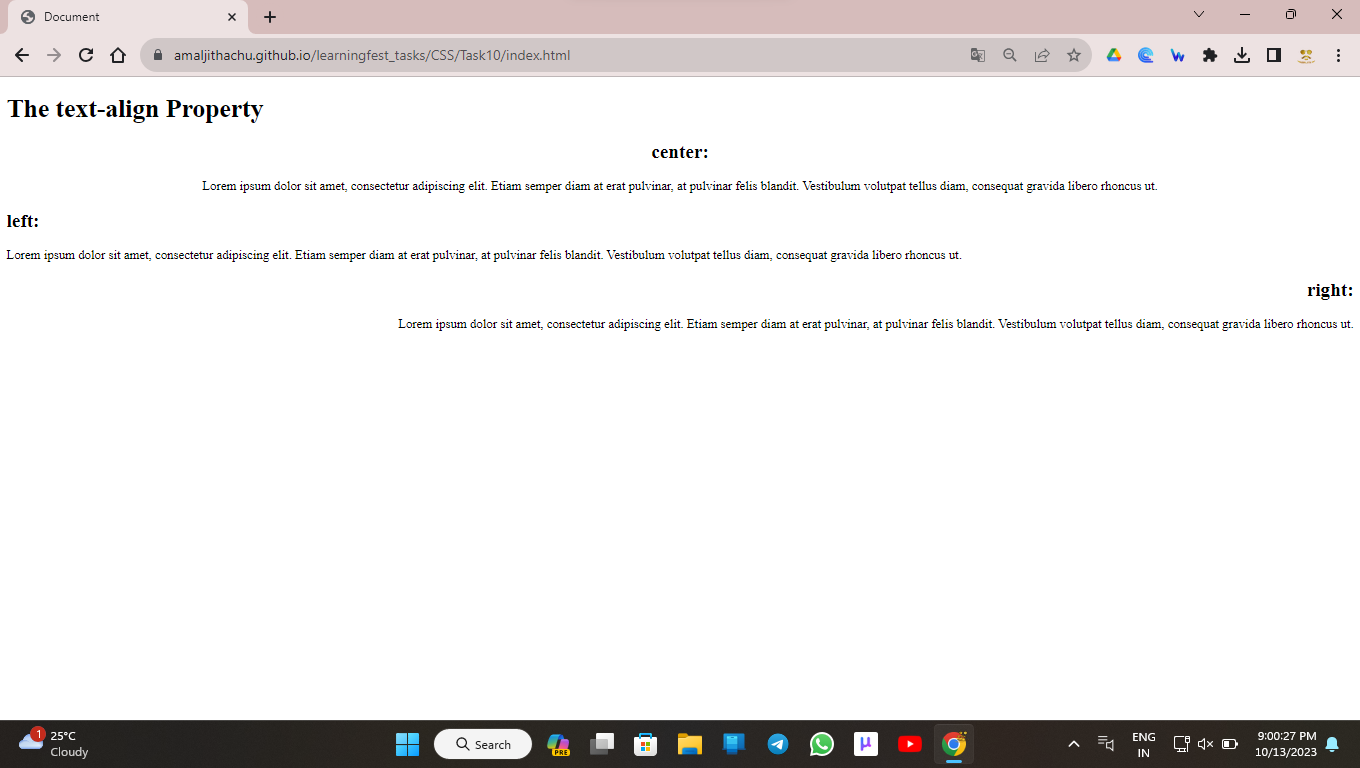 Document
amaljithachu.github.io/learningfest_tasks/CSS/Task10/index.html
The text-align Property
center:
Lorem ipsum dolor sit amet, consectetur adipiscing elit. Etiam semper diam at erat pulvinar, at pulvinar felis blandit. Vestibulum volutpat tellus diam, consequat gravida libero rhoncus ut.
left:
Lorem ipsum dolor sit amet, consectetur adipiscing elit. Etiam semper diam at erat pulvinar, at pulvinar felis blandit. Vestibulum volutpat tellus diam, consequat gravida libero rhoncus ut.
right:
Lorem ipsum dolor sit amet, consectetur adipiscing elit. Etiam semper diam at erat pulvinar, at pulvinar felis blandit. Vestibulum volutpat tellus diam, consequat gravida libero rhoncus ut.
1
25°C
Cloudy
Search
PRE
ENG
IN
9:00:27 PM
10/13/2023